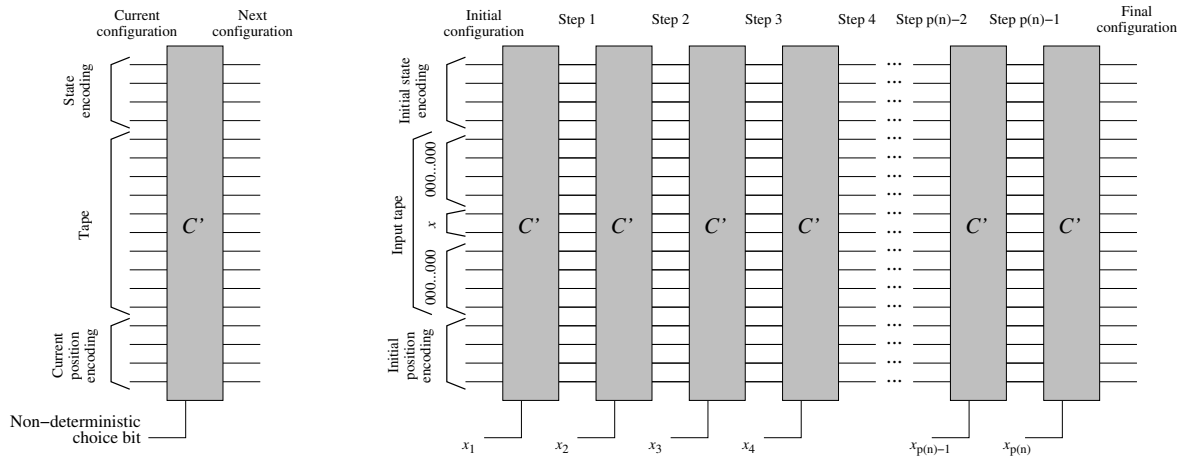 Current
configuration
Next
configuration
State
encoding
Tape
Current
position
encoding
C’
Non−deterministic
choice bit
Initial
configuration
Step 1
Step 2
Step 3
Step 4
Step p(n)−2
Step p(n)−1
Final
configuration
Initial state
encoding
Input tape
000...000
x
000...000
Initial
position
encoding
C’
C’
C’
C’
...
C’
C’
x1
x2
x3
x4
xp(n)−1
xp(n)